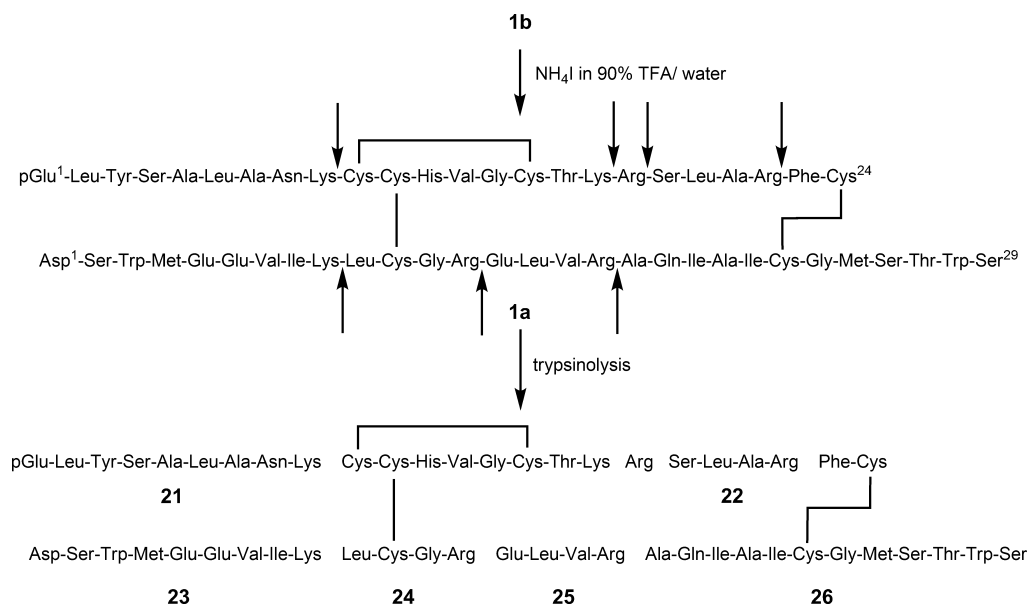 1b
NH₄I in 90% TFA/ water
pGlu¹-Leu-Tyr-Ser-Ala-Leu-Ala-Asn-Lys-Cys-Cys-His-Val-Gly-Cys-Thr-Lys-Arg-Ser-Leu-Ala-Arg-Phe-Cys²⁴
Asp¹-Ser-Trp-Met-Glu-Glu-Val-Ile-Lys-Leu-Cys-Gly-Arg-Glu-Leu-Val-Arg-Ala-Gln-Ile-Ala-Ile-Cys-Gly-Met-Ser-Thr-Trp-Ser²⁹
1a
trypsinolysis
pGlu-Leu-Tyr-Ser-Ala-Leu-Ala-Asn-Lys Cys-Cys-His-Val-Gly-Cys-Thr-Lys Arg Ser-Leu-Ala-Arg Phe-Cys
21 22
Asp-Ser-Trp-Met-Glu-Glu-Val-Ile-Lys Leu-Cys-Gly-Arg Glu-Leu-Val-Arg Ala-Gln-Ile-Ala-Ile-Cys-Gly-Met-Ser-Thr-Trp-Ser
23 24 25 26